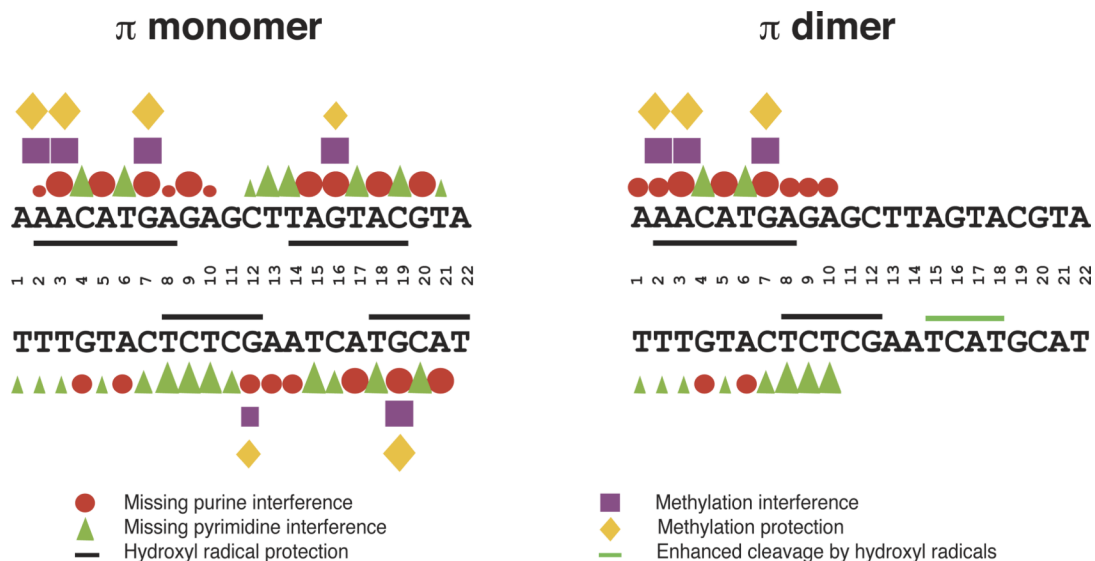 π monomer
AAACATGAGAGCTTAGTACGTA
1 2 3 4 5 6 7 8 9 10 11 12 13 14 15 16 17 18 19 20 21 22
TTTGTACTCTCGAATCATGCAT
π dimer
AAACATGAGAGCTTAGTACGTA
1 2 3 4 5 6 7 8 9 10 11 12 13 14 15 16 17 18 19 20 21 22
TTTGTACTCTCGAATCATGCAT
Missing purine interference
Missing pyrimidine interference
Hydroxyl radical protection
Methylation interference
Methylation protection
Enhanced cleavage by hydroxyl radicals